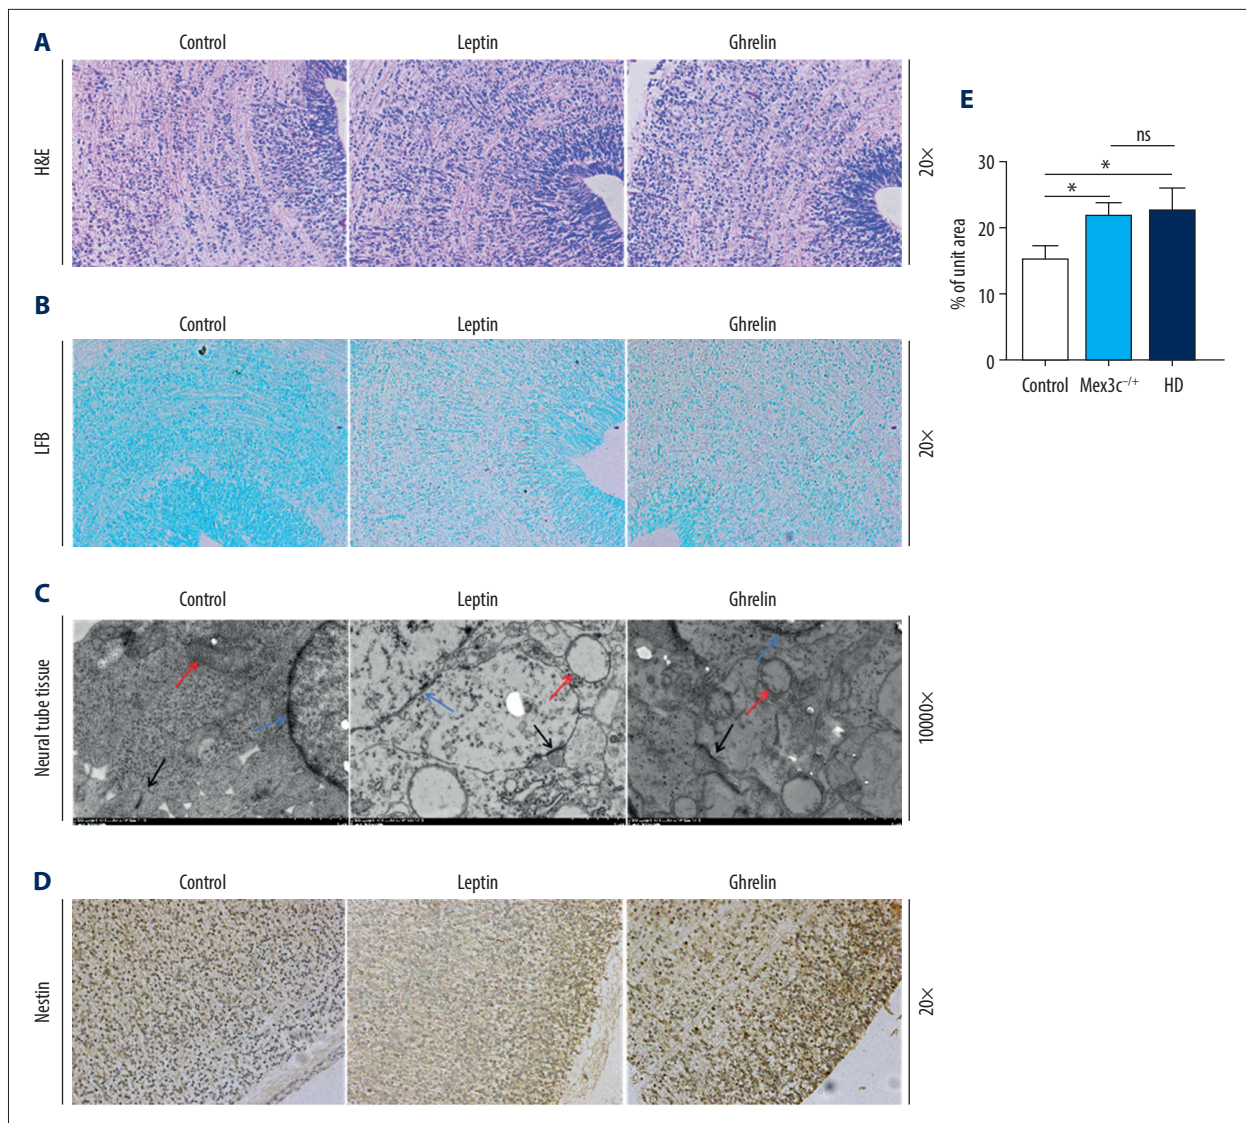 A
Control Leptin Ghrelin
H&E
20×
B
Control Leptin Ghrelin
LFB
20×
C
Control Leptin Ghrelin
Neural tube tissue
10000×
D
Control Leptin Ghrelin
Nestin
20×
E
ns
*
*
% of unit area
30
20
10
0
Control Mex3c⁻/⁺ HD